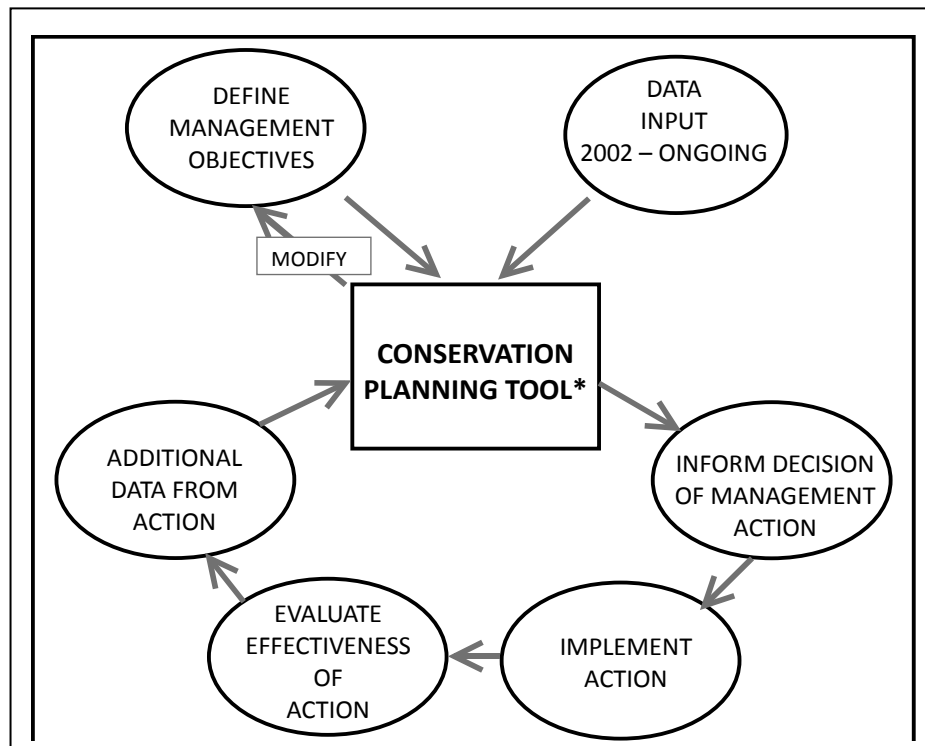 DEFINE
MANAGEMENT
OBJECTIVES
DATA
INPUT
2002 – ONGOING
MODIFY
CONSERVATION
PLANNING TOOL*
ADDITIONAL
DATA FROM
ACTION
INFORM DECISION
OF MANAGEMENT
ACTION
EVALUATE
EFFECTIVENESS
OF
ACTION
IMPLEMENT
ACTION